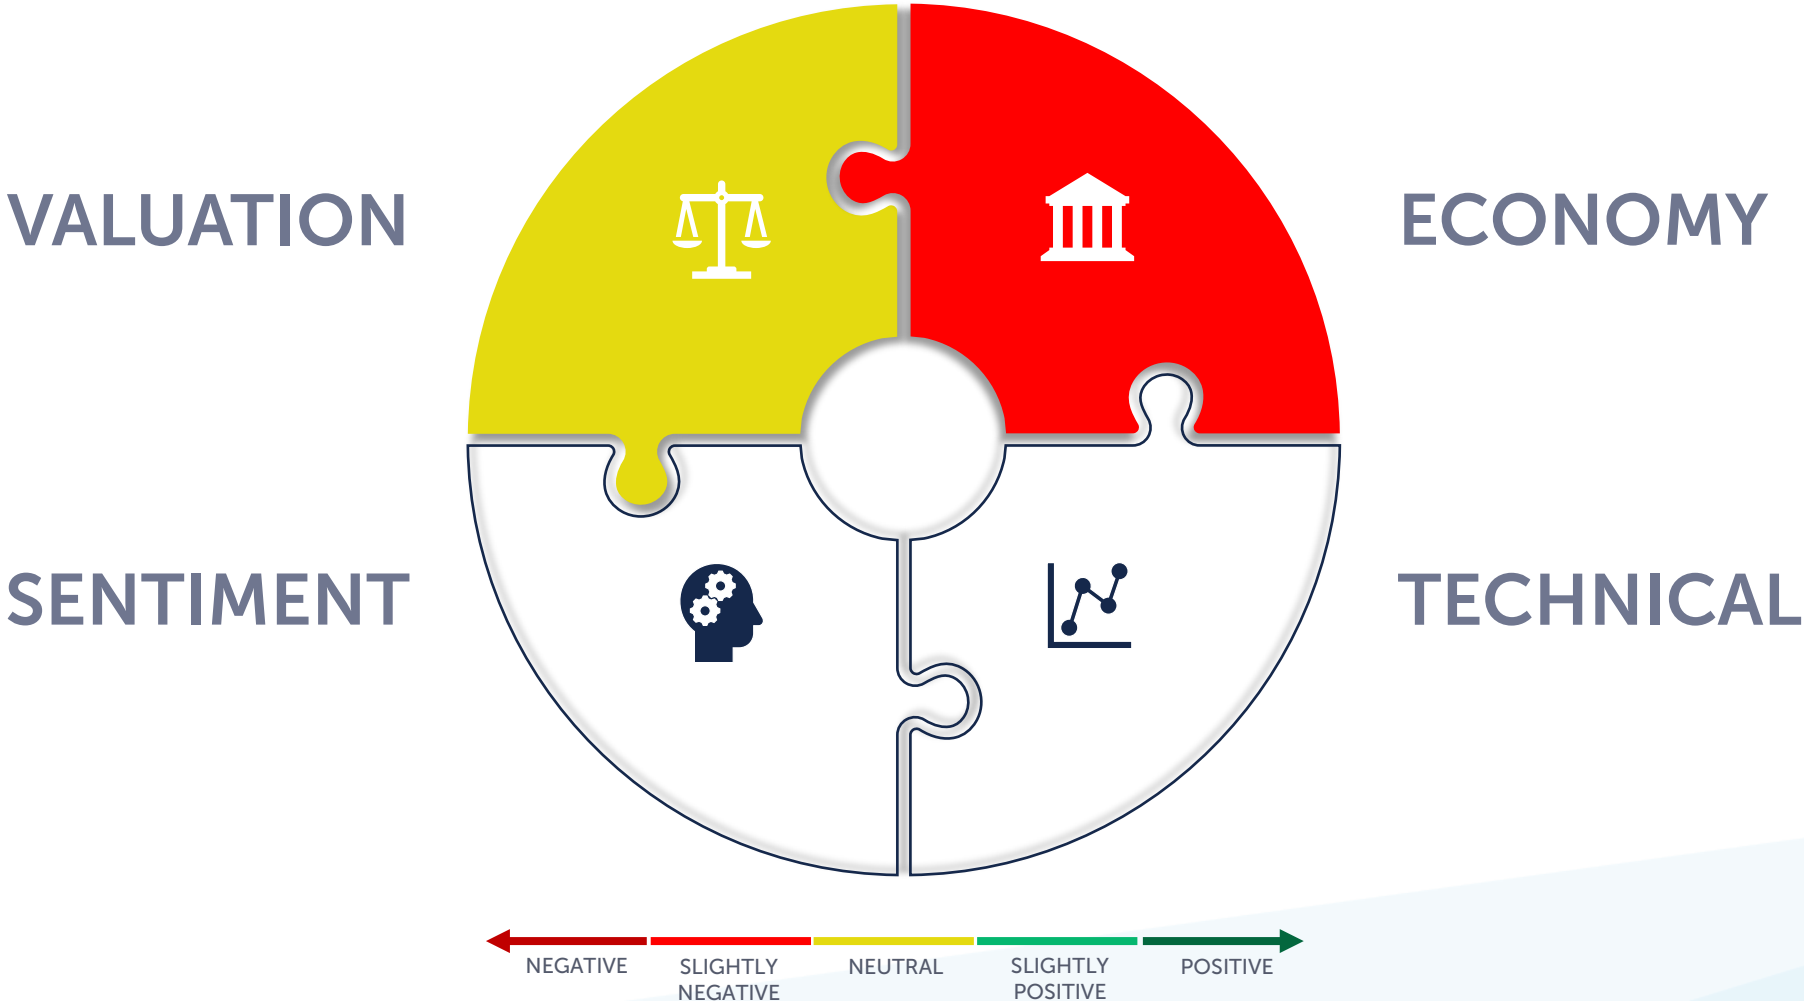 VALUATION
ECONOMY
SENTIMENT
TECHNICAL
NEGATIVE
SLIGHTLY
NEGATIVE
NEUTRAL
SLIGHTLY
POSITIVE
POSITIVE